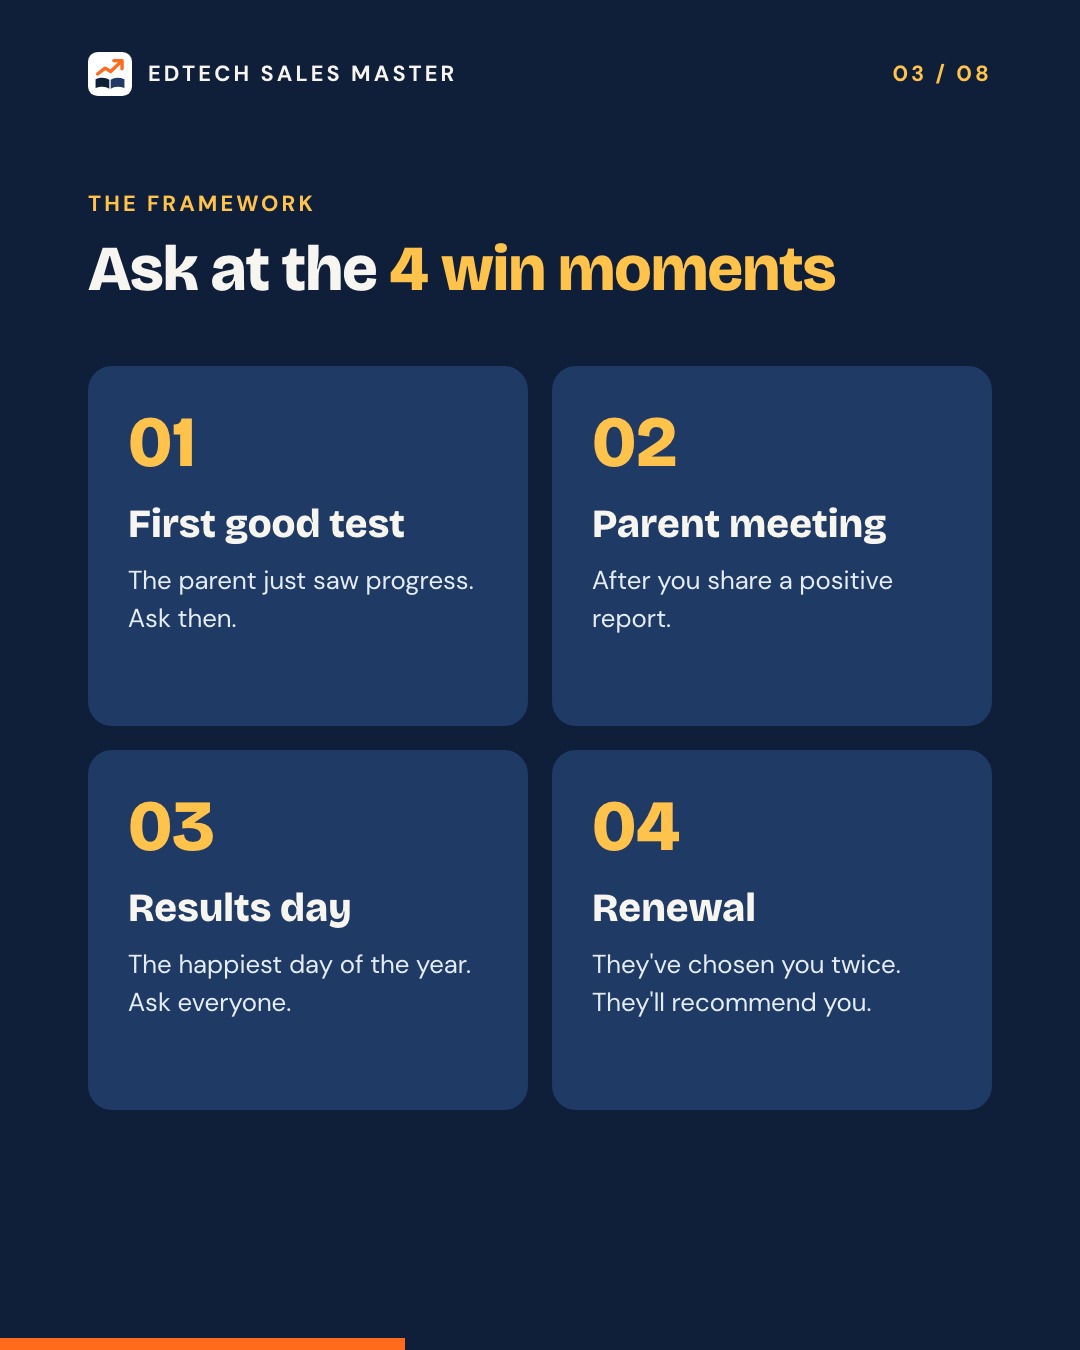 EDTECH SALES MASTER
03 / 08
THE FRAMEWORK
Ask at the 4 win moments
01
First good test
The parent just saw progress.
Ask then.
02
Parent meeting
After you share a positive
report.
03
Results day
The happiest day of the year.
Ask everyone.
04
Renewal
They've chosen you twice.
They'll recommend you.